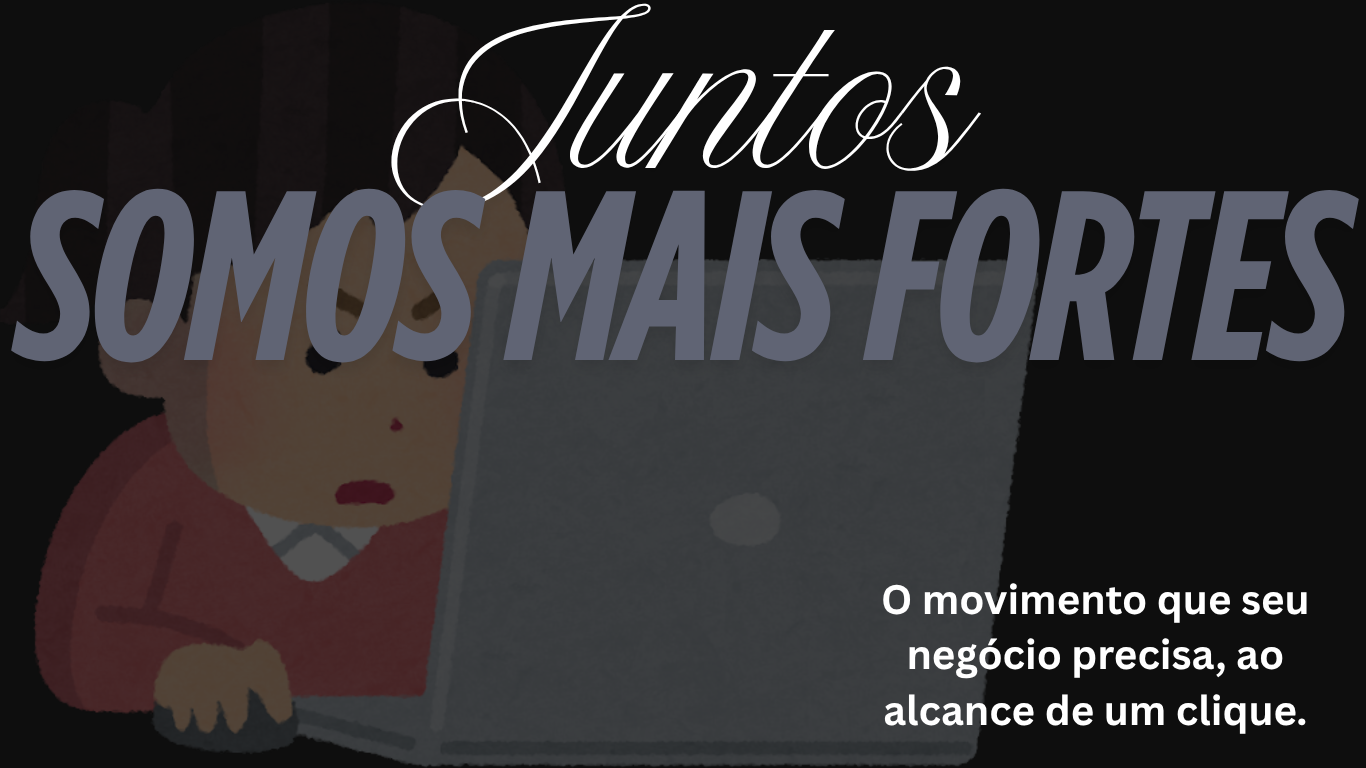 Juntos
SOMOS MAIS FORTES
O movimento que seu
negócio precisa, ao
alcance de um clique.